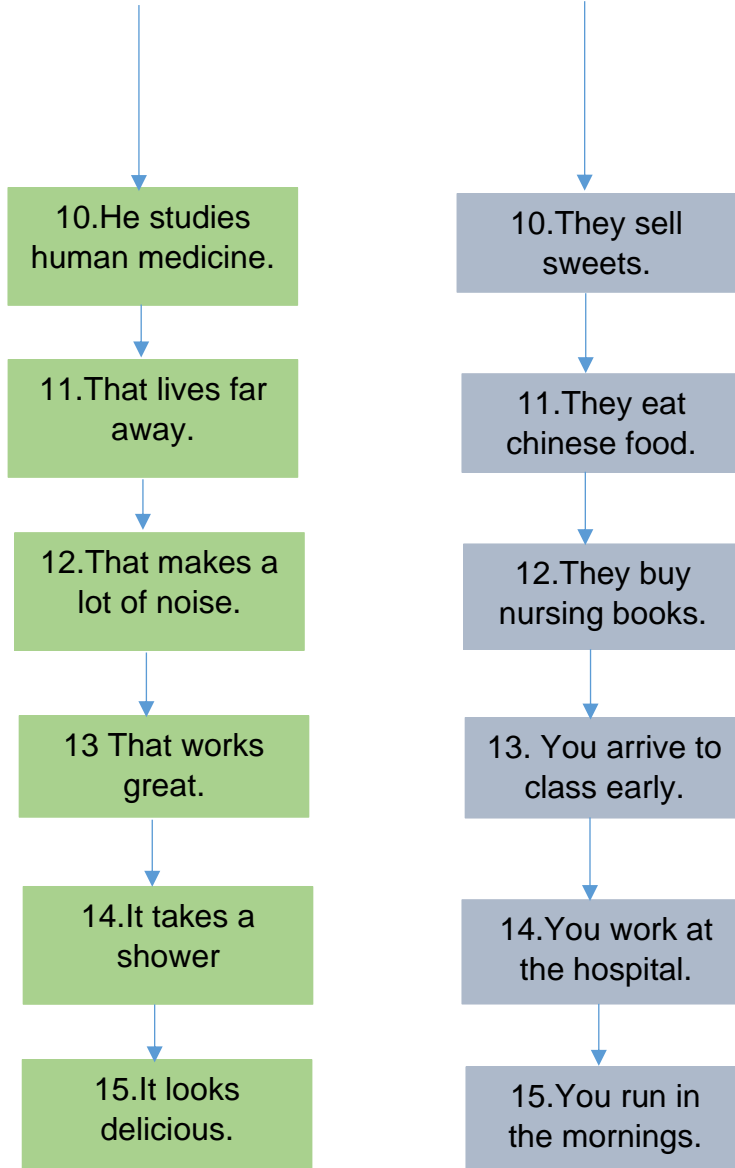 10.He studies
human medicine.
11.That lives far
away.
12.That makes a
lot of noise.
13 That works
great.
14.It takes a
shower
15.It looks
delicious.
10.They sell
sweets.
11.They eat
chinese food.
12.They buy
nursing books.
13. You arrive to
class early.
14.You work at
the hospital.
15.You run in
the mornings.